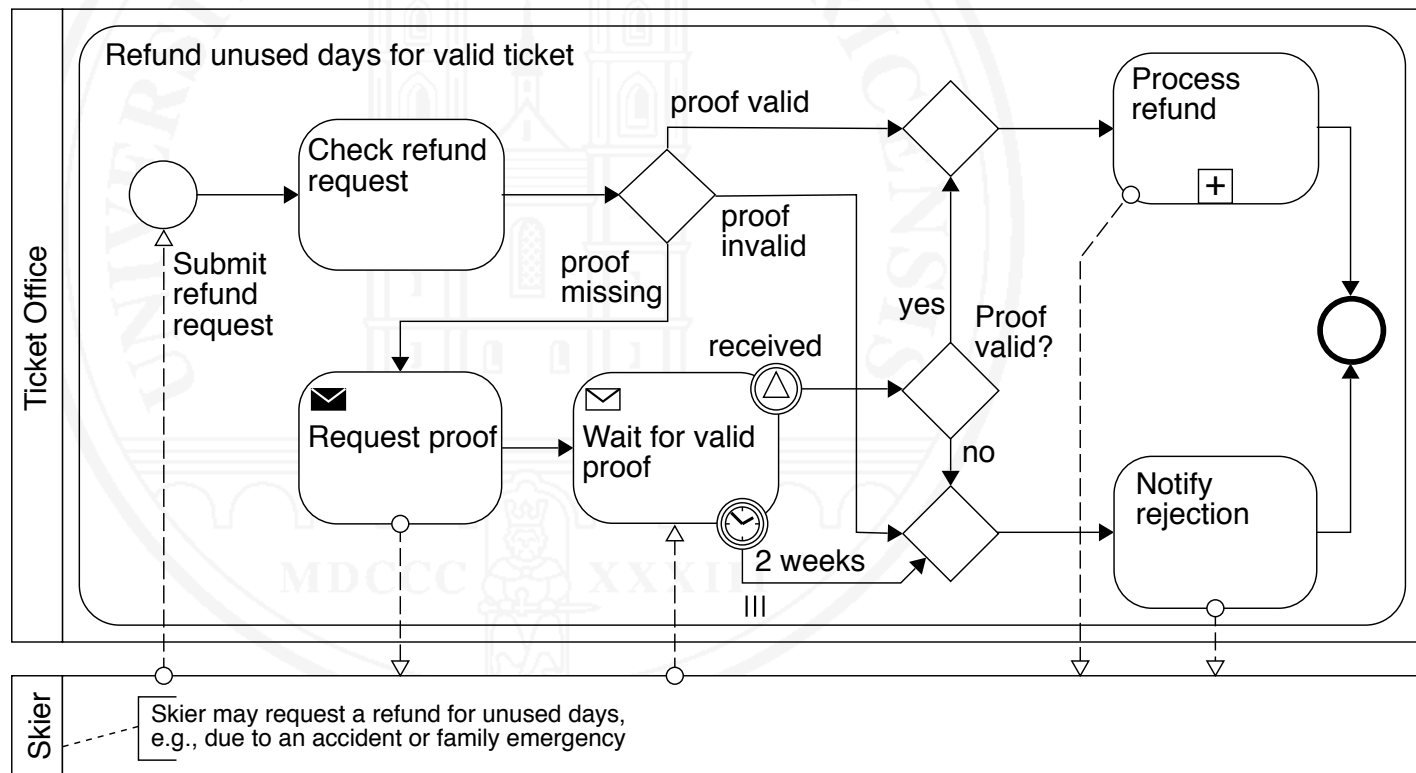 Ticket Office
Refund unused days for valid ticket
Submit
refund
request
Check refund
request
proof valid
proof
invalid
proof
missing
Request proof
Wait for valid
proof
received
2 weeks
yes
Proof
valid?
no
Process
refund
+
Notify
rejection
Skier
Skier may request a refund for unused days,
e.g., due to an accident or family emergency
MDCCC XXXIII